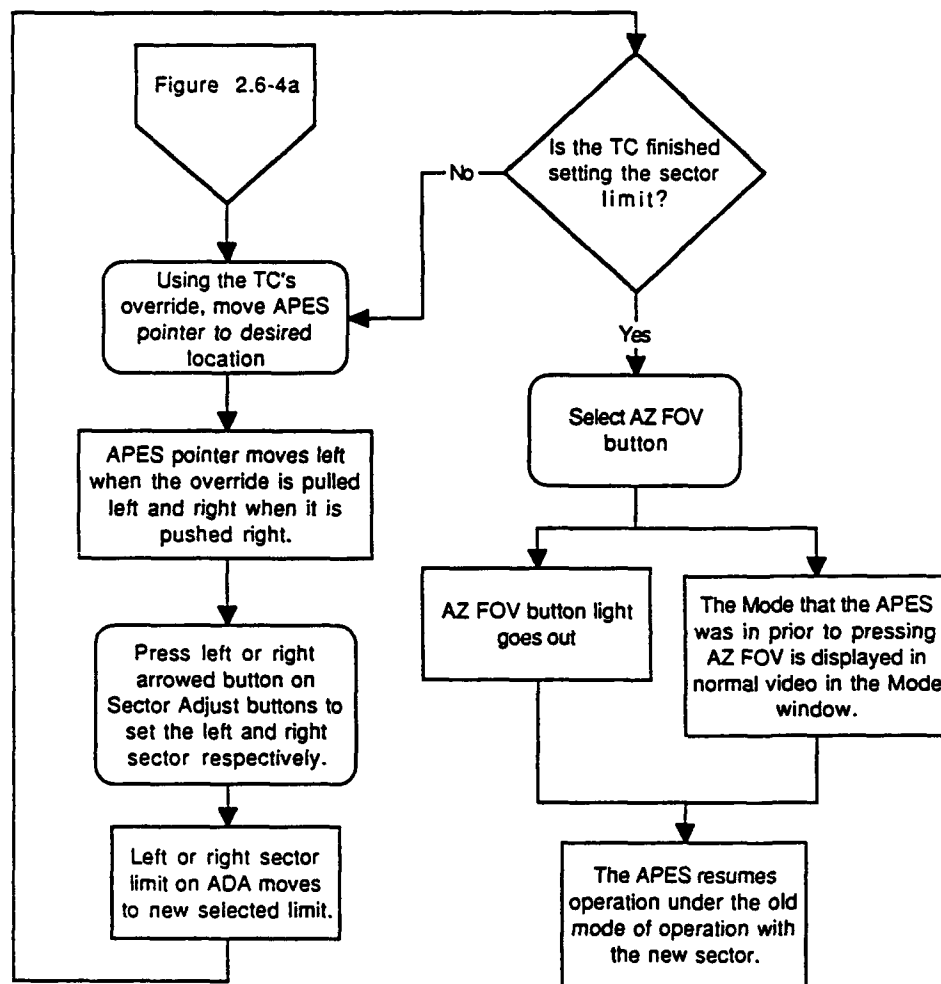 Figure 2.6-4a
Is the TC finished
setting the sector
limit?
No
Using the TC's
override, move APES
pointer to desired
location
Yes
Select AZ FOV
button
APES pointer moves left
when the override is pulled
left and right when it is
pushed right.
AZ FOV button light
goes out
The Mode that the APES
was in prior to pressing
AZ FOV is displayed in
normal video in the Mode
window.
Press left or right
arrowed button on
Sector Adjust buttons to
set the left and right
sector respectively.
Left or right sector
limit on ADA moves
to new selected limit.
The APES resumes
operation under the old
mode of operation with
the new sector.